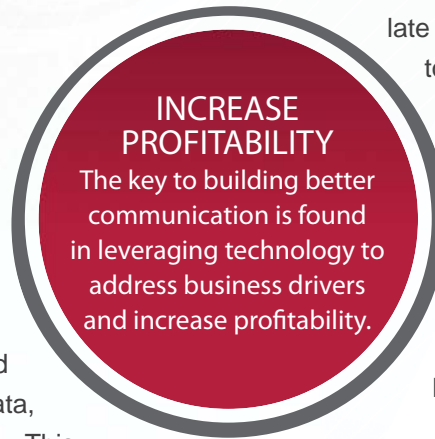 late
INCREASE
PROFITABILITY
The key to building better
communication is found
in leveraging technology to
address business drivers
and increase profitability.
ata,